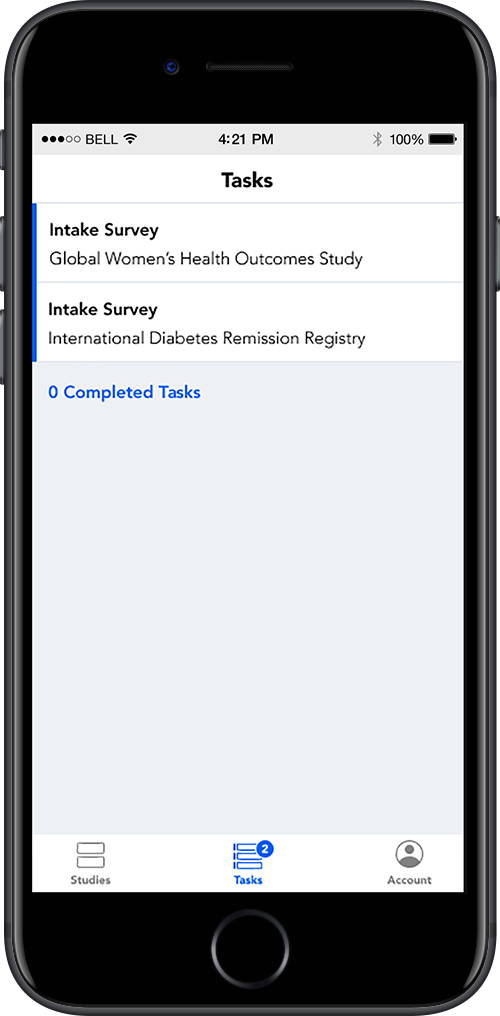 BELL 4:21 PM 100%
Tasks
Intake Survey
Global Women's Health Outcomes Study
Intake Survey
International Diabetes Remission Registry
0 Completed Tasks
2
Studies Tasks Account